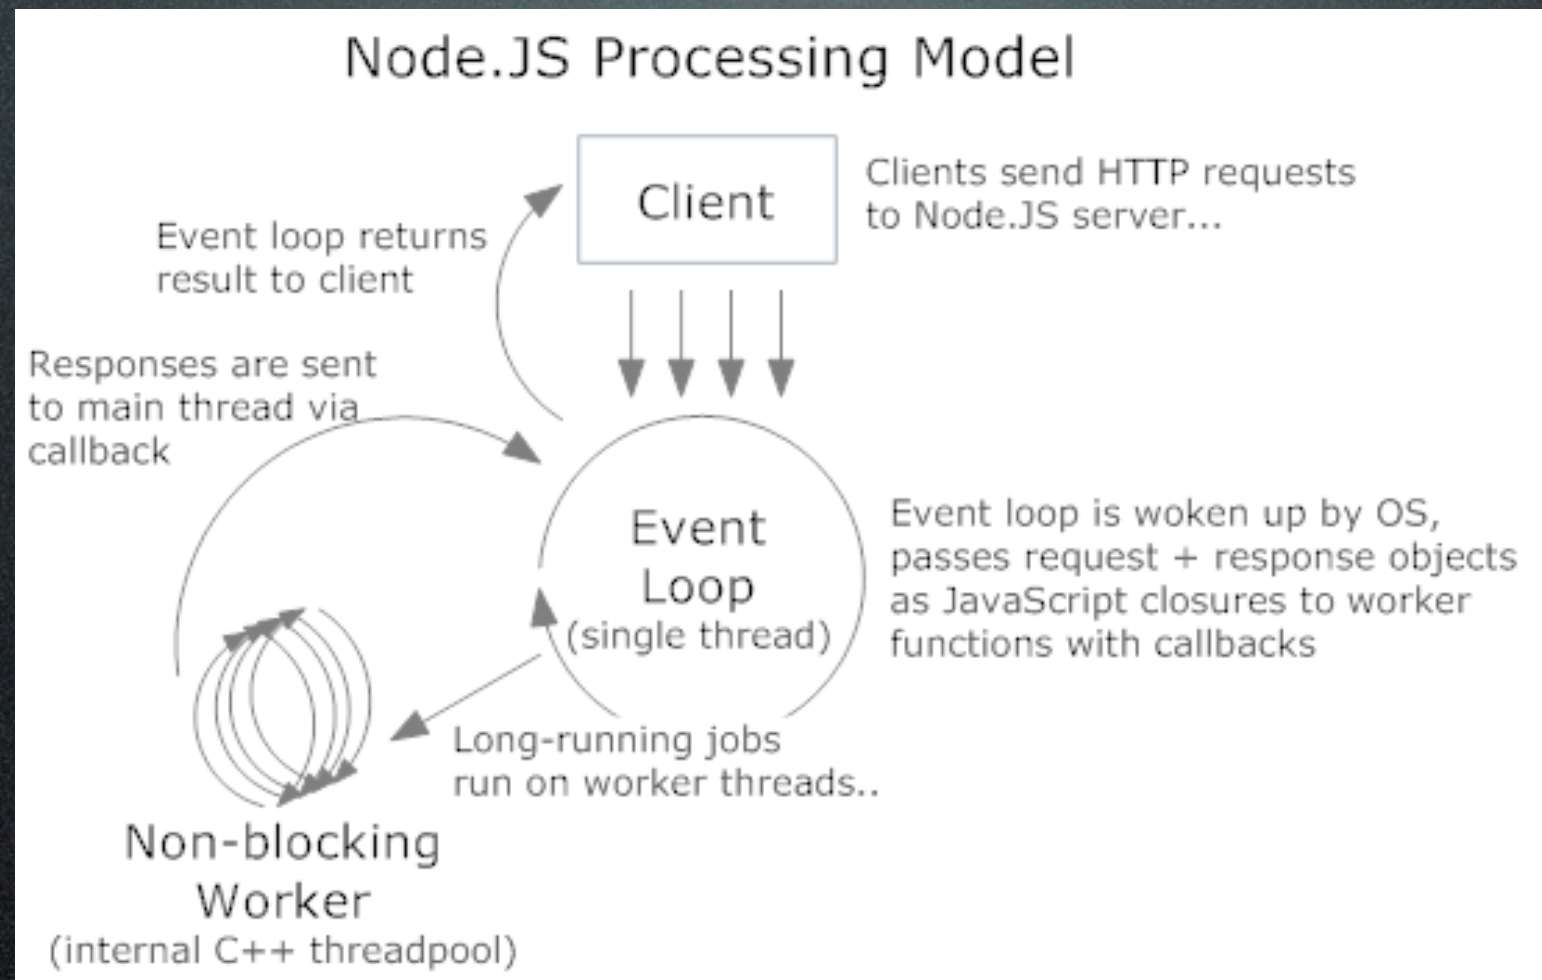 Node.JS Processing Model
Client
Clients send HTTP requests
to Node.JS server...
Event loop returns
result to client
Responses are sent
to main thread via
callback
Event
Loop
(single thread)
Event loop is woken up by OS,
passes request + response objects
as JavaScript closures to worker
functions with callbacks
Long-running jobs
run on worker threads..
Non-blocking
Worker
(internal C++ threadpool)